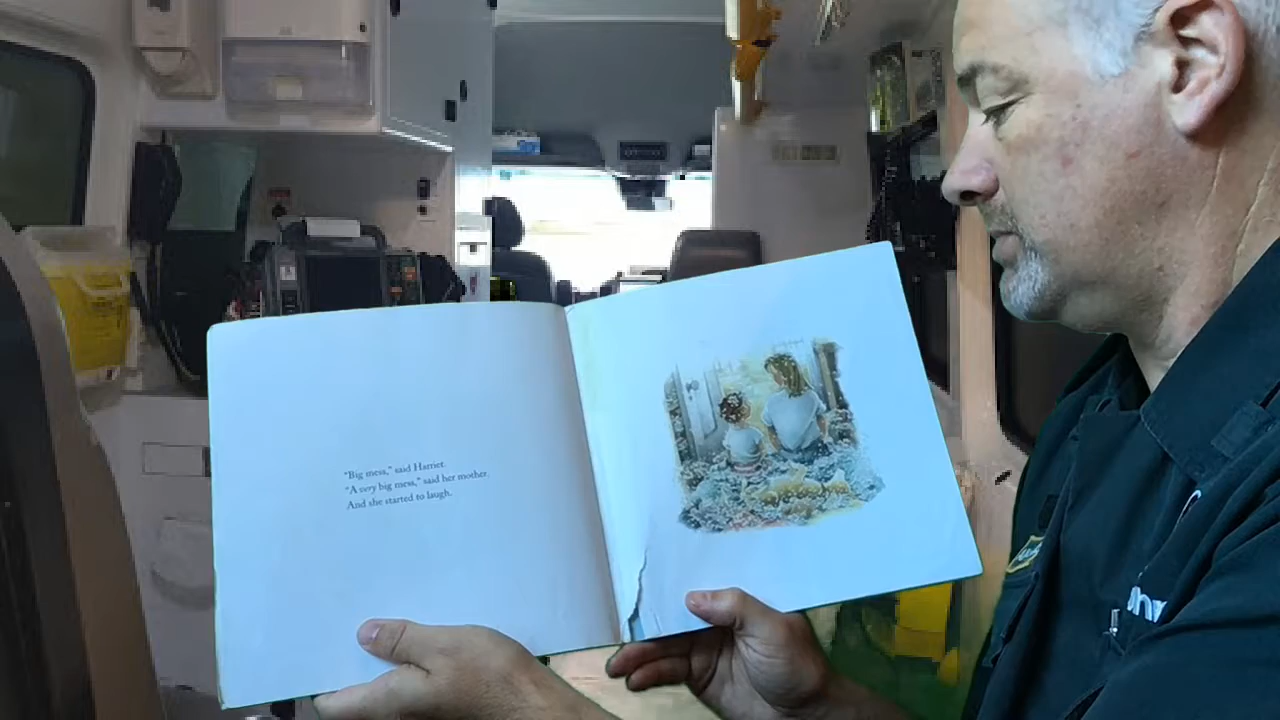 "Big mess," said Harriet.
"A very big mess," said her mother.
And she started to laugh.